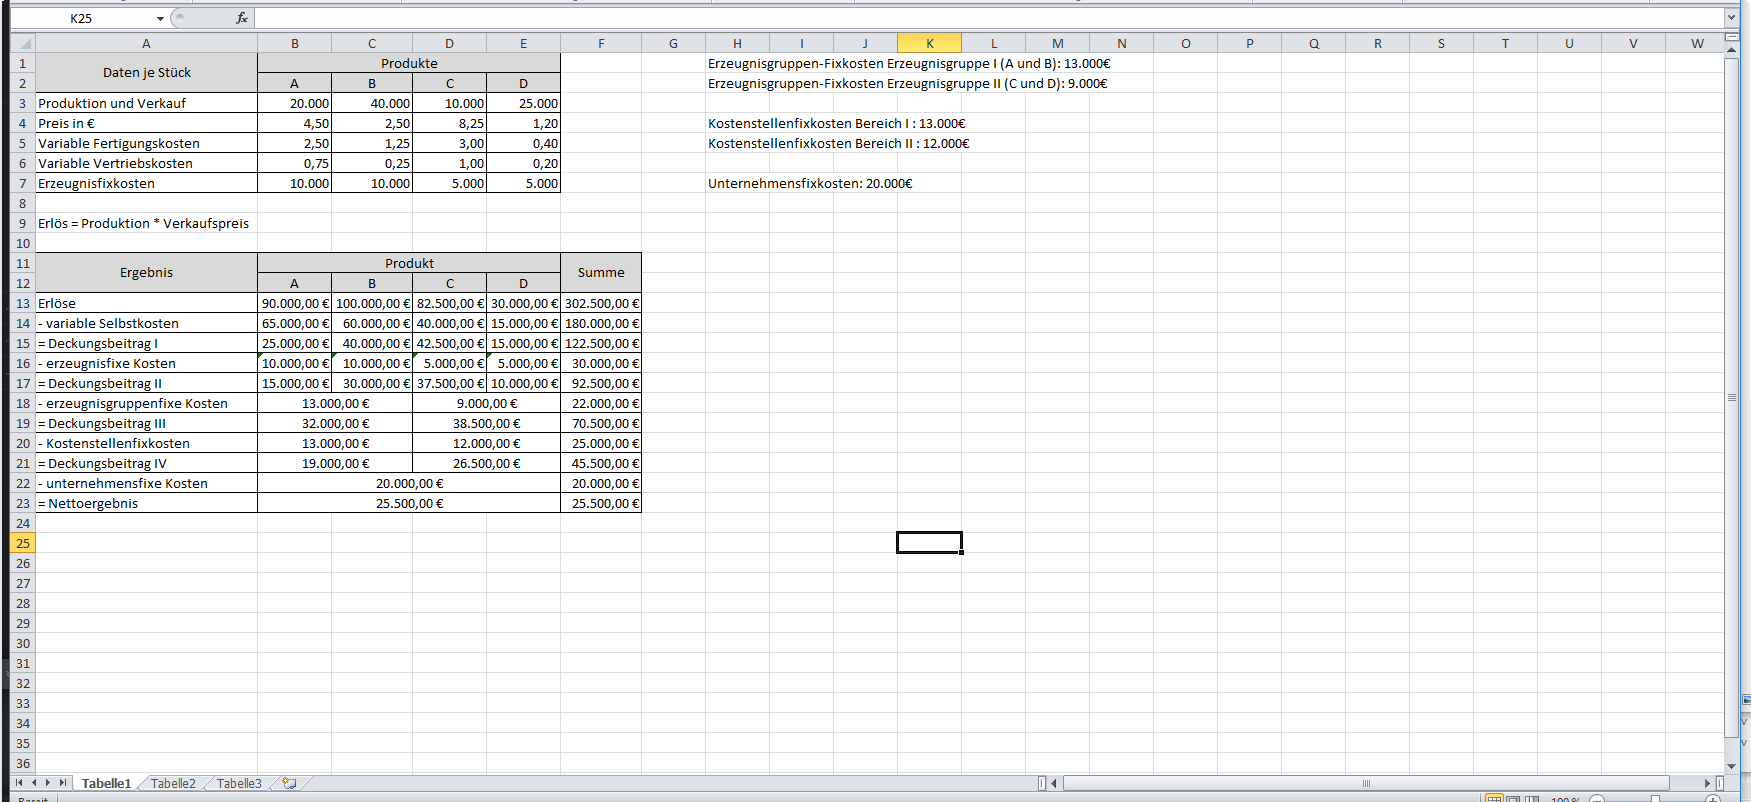 K25 fx
A B C D E F G H I J K L M N O P Q R S T U V W
1 Daten je Stück Produkte Erzeugnisgruppen-Fixkosten Erzeugnisgruppe I (A und B): 13.000€
2 A B C D Erzeugnisgruppen-Fixkosten Erzeugnisgruppe II (C und D): 9.000€
3 Produktion und Verkauf 20.000 40.000 10.000 25.000
4 Preis in € 4,50 2,50 8,25 1,20 Kostenstellenfixkosten Bereich I : 13.000€
5 Variable Fertigungskosten 2,50 1,25 3,00 0,40 Kostenstellenfixkosten Bereich II : 12.000€
6 Variable Vertriebskosten 0,75 0,25 1,00 0,20
7 Erzeugnisfixkosten 10.000 10.000 5.000 5.000 Unternehmensfixkosten: 20.000€
8
9 Erlös = Produktion * Verkaufspreis
10
11 Ergebnis Produkt Summe
12 A B C D
13 Erlöse 90.000,00 € 100.000,00 € 82.500,00 € 30.000,00 € 302.500,00 €
14 - variable Selbstkosten 65.000,00 € 60.000,00 € 40.000,00 € 15.000,00 € 180.000,00 €
15 = Deckungsbeitrag I 25.000,00 € 40.000,00 € 42.500,00 € 15.000,00 € 122.500,00 €
16 - erzeugnisfixe Kosten 10.000,00 € 10.000,00 € 5.000,00 € 5.000,00 € 30.000,00 €
17 = Deckungsbeitrag II 15.000,00 € 30.000,00 € 37.500,00 € 10.000,00 € 92.500,00 €
18 - erzeugnisgruppenfixe Kosten 13.000,00 € 9.000,00 € 22.000,00 €
19 = Deckungsbeitrag III 32.000,00 € 38.500,00 € 70.500,00 €
20 - Kostenstellenfixkosten 13.000,00 € 12.000,00 € 25.000,00 €
21 = Deckungsbeitrag IV 19.000,00 € 26.500,00 € 45.500,00 €
22 - unternehmensfixe Kosten 20.000,00 € 20.000,00 €
23 = Nettoergebnis 25.500,00 € 25.500,00 €
24
25
26
27
28
29
30
31
32
33
34
35
36
Tabelle1 Tabelle2 Tabelle3
Bereit 100 %